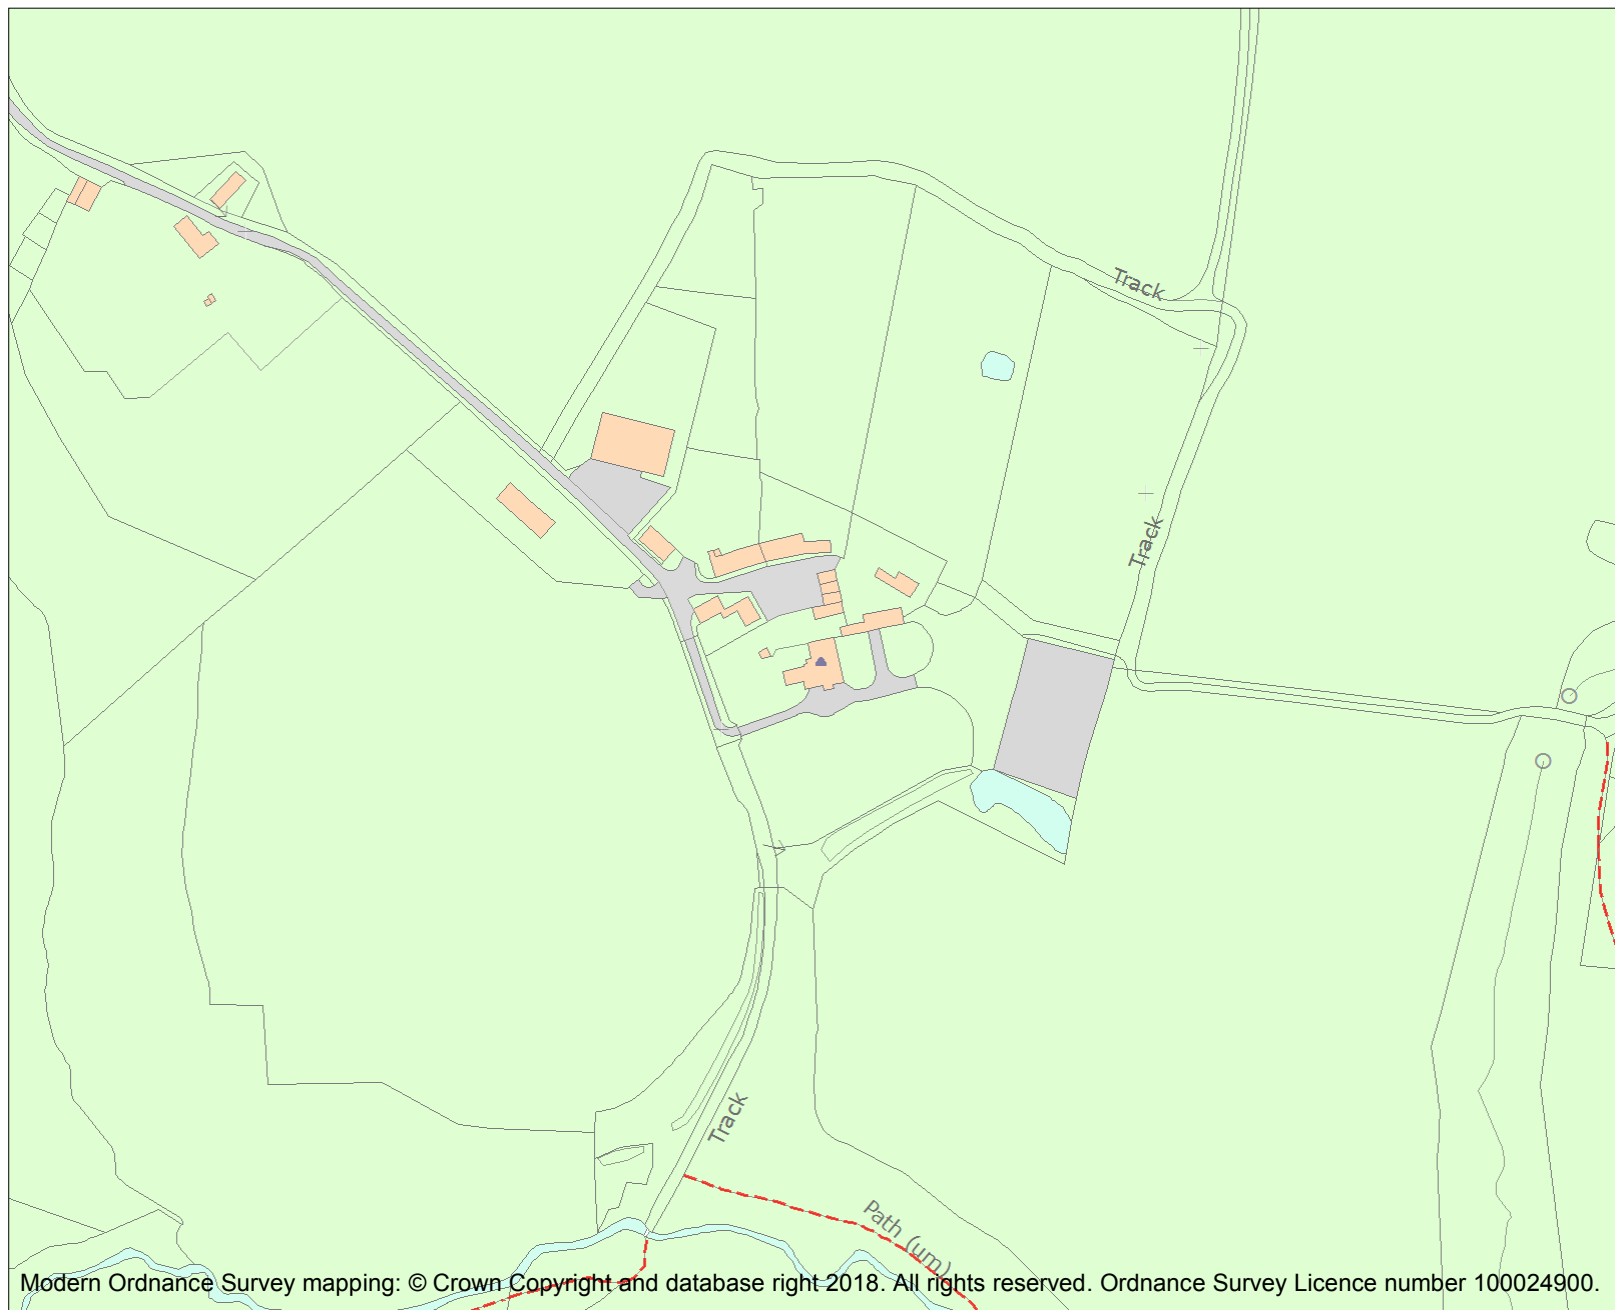 Track
Track
Track
Path (um)
Modern Ordnance Survey mapping: © Crown Copyright and database right 2018. All rights reserved. Ordnance Survey Licence number 100024900.